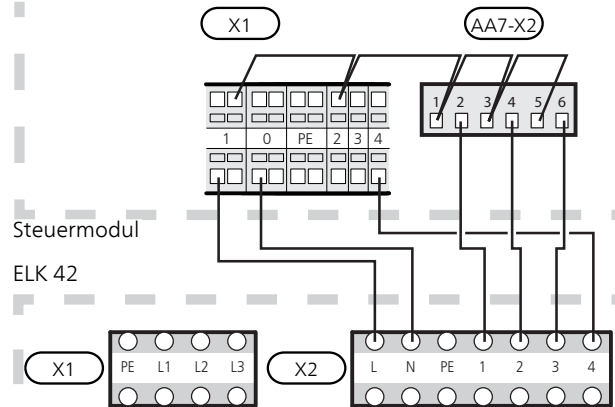 X1 AA7-X2
1 2 3 4 5 6
1 0 PE 2 3 4
Steuermodul
ELK 42
X1 PE L1 L2 L3 X2 L N PE 1 2 3 4